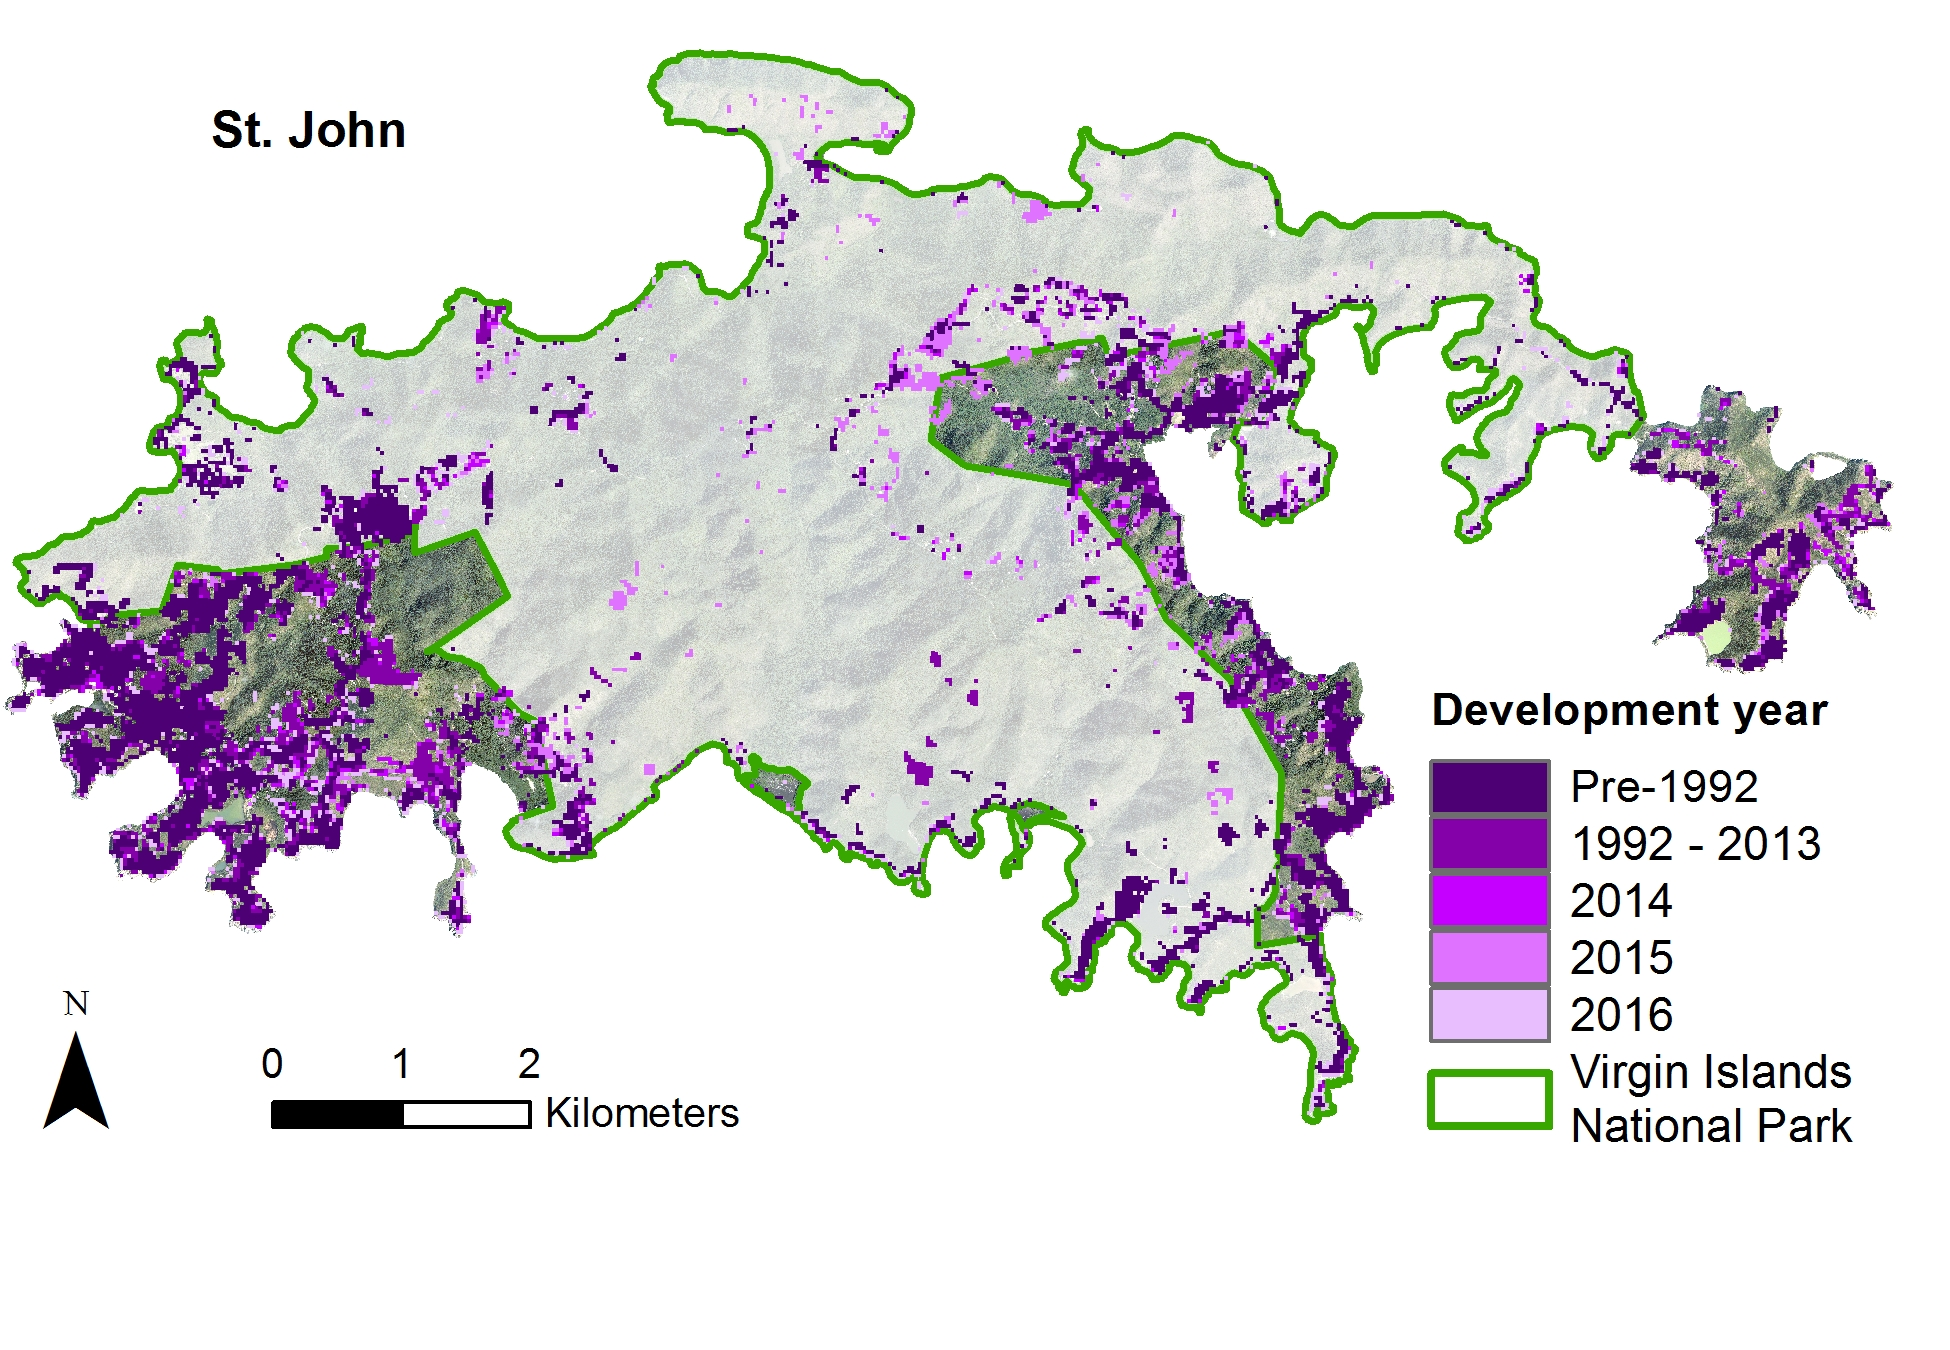 St. John
Development year
Pre-1992
1992 - 2013
2014
2015
2016
Virgin Islands
National Park
N
0 1 2
Kilometers